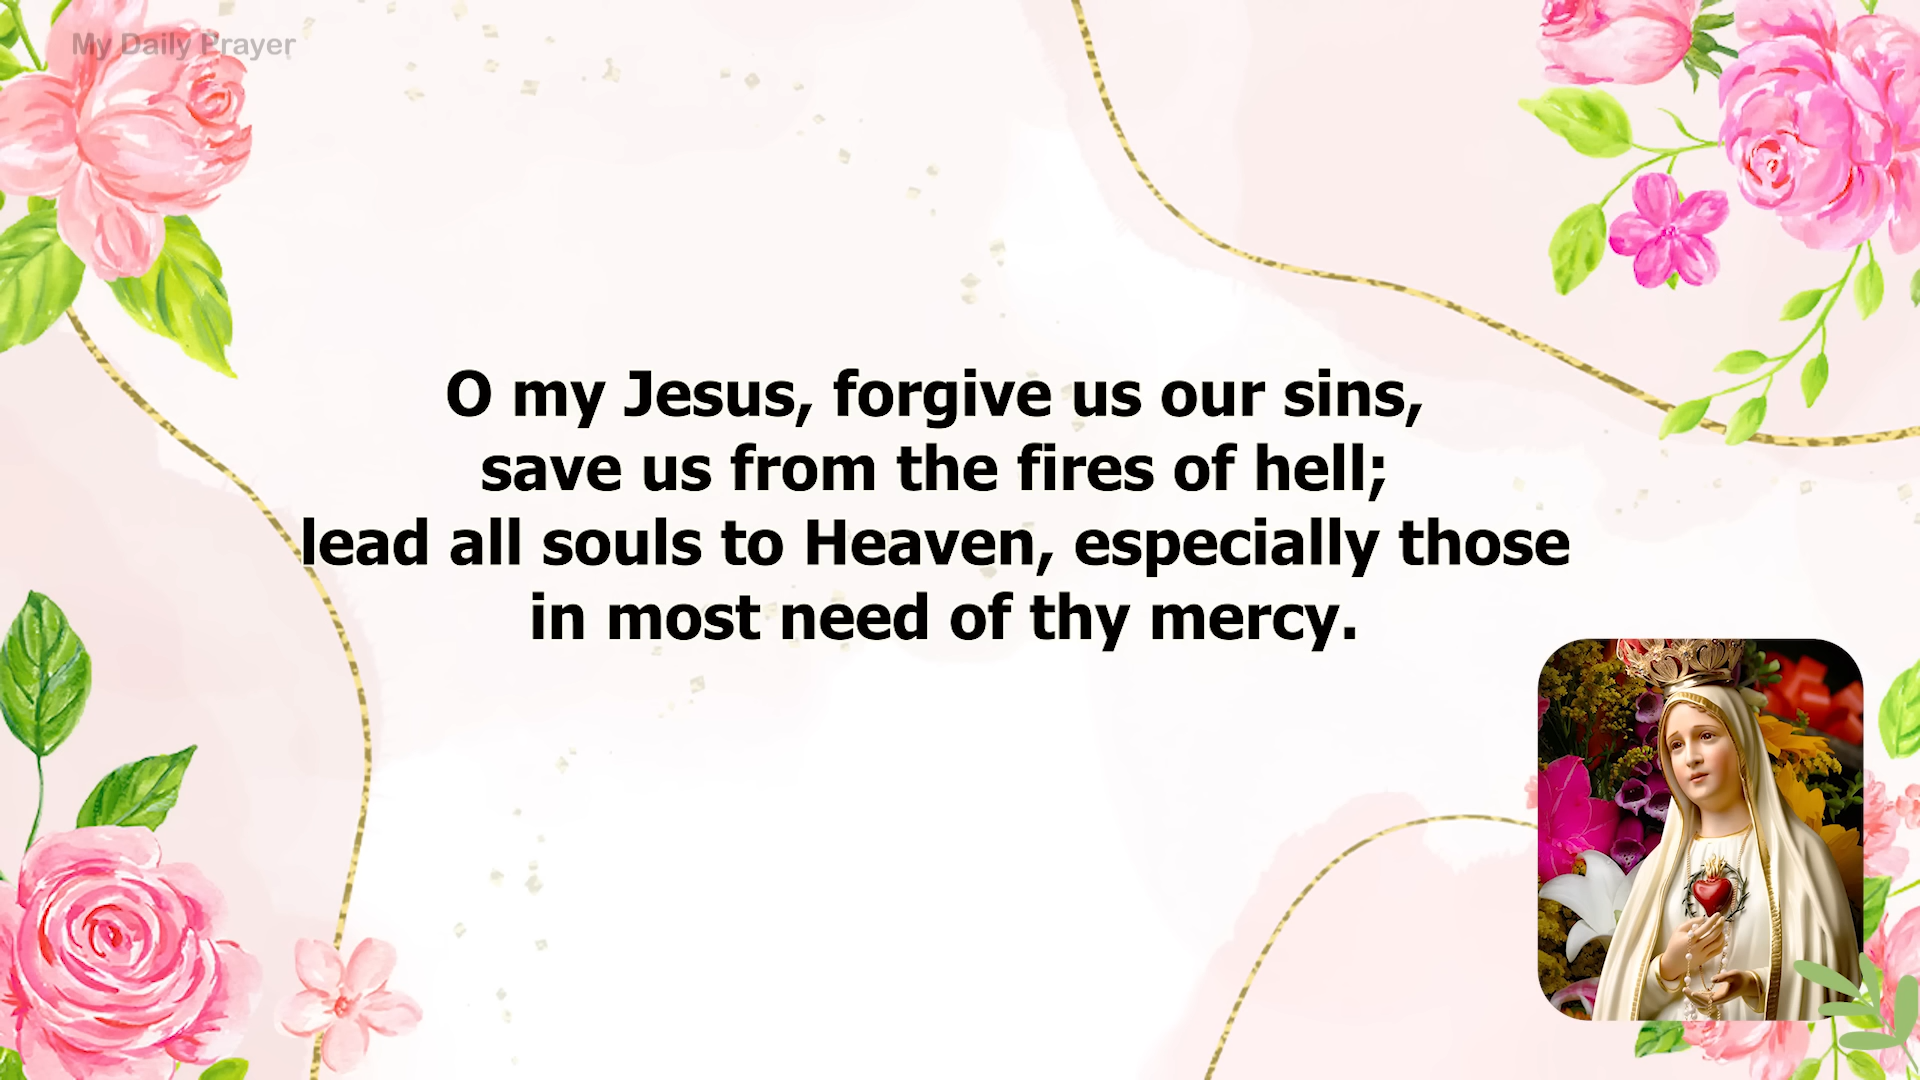 My Daily Prayer
O my Jesus, forgive us our sins,
save us from the fires of hell;
lead all souls to Heaven, especially those
in most need of thy mercy.